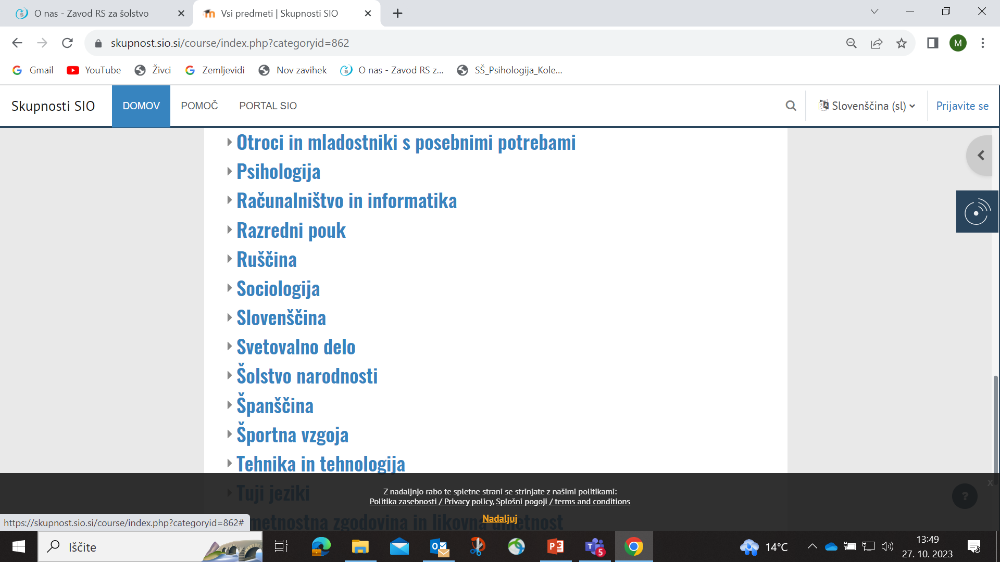 O nas - Zavod RS za šolstvo
Vsi predmeti | Skupnosti SIO
skupnost.sio.si/course/index.php?categoryid=862
M
Gmail
YouTube
Živci
Zemljevidi
Nov zavihek
O nas - Zavod RS z...
SŠ_Psihologija_Kole...
Skupnosti SIO
DOMOV
POMOČ
PORTAL SIO
Slovenščina (sl)
Prijavite se
Otroci in mladostniki s posebnimi potrebami
Psihologija
Računalništvo in informatika
Razredni pouk
Ruščina
Sociologija
Slovenščina
Svetovalno delo
Šolstvo narodnosti
Španščina
Športna vzgoja
Tehnika in tehnologija
Tuji jeziki
Z nadaljnjo rabo te spletne strani se strinjate z našimi politikami:
Politika zasebnosti / Privacy policy, Splošni pogoji / terms and conditions
x
?
Nadaljuj
metnostna zgodovina in likovna umetnost
https://skupnost.sio.si/course/index.php?categoryid=862#
Iščite
5
14°C
13:49
27. 10. 2023